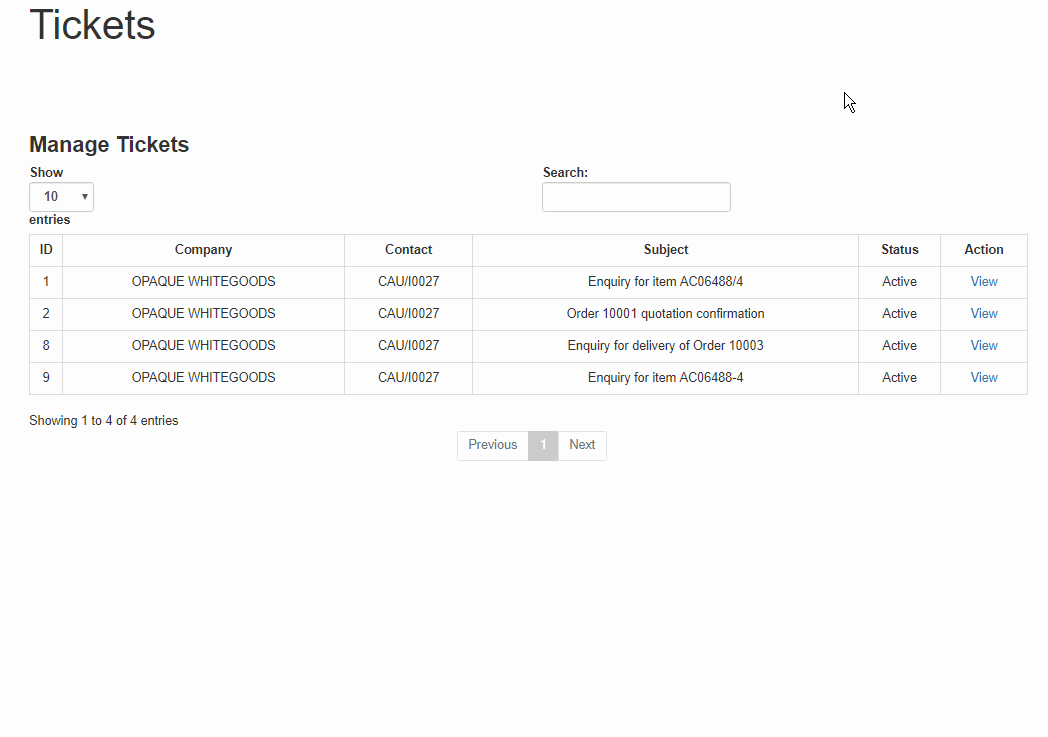 Tickets
Manage Tickets
Show
Search:
10
entries
ID Company Contact Subject Status Action
1 OPAQUE WHITEGOODS CAU/I0027 Enquiry for item AC06488/4 Active View
2 OPAQUE WHITEGOODS CAU/I0027 Order 10001 quotation confirmation Active View
8 OPAQUE WHITEGOODS CAU/I0027 Enquiry for delivery of Order 10003 Active View
9 OPAQUE WHITEGOODS CAU/I0027 Enquiry for item AC06488-4 Active View
Showing 1 to 4 of 4 entries
Previous 1 Next